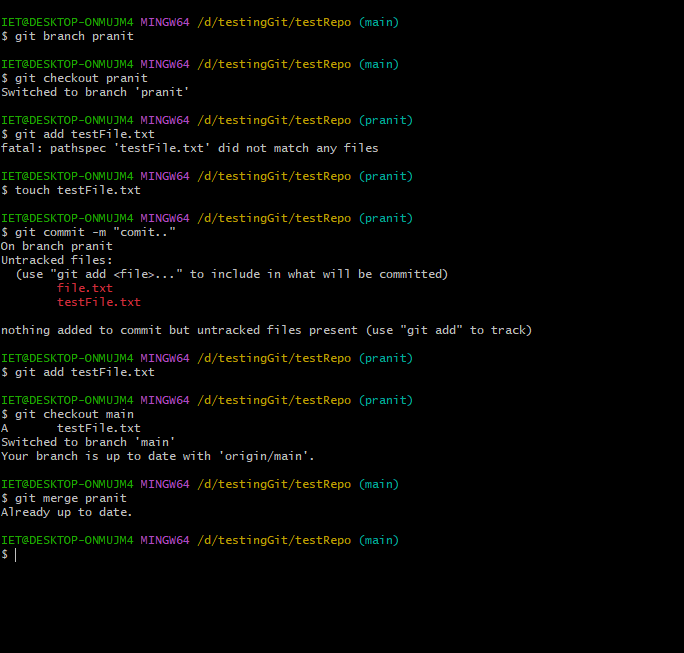 IET@DESKTOP-ONMUJM4 MINGW64 /d/testingGit/testRepo (main)
$ git branch pranit
IET@DESKTOP-ONMUJM4 MINGW64 /d/testingGit/testRepo (main)
$ git checkout pranit
Switched to branch 'pranit'
IET@DESKTOP-ONMUJM4 MINGW64 /d/testingGit/testRepo (pranit)
$ git add testFile.txt
fatal: pathspec 'testFile.txt' did not match any files
IET@DESKTOP-ONMUJM4 MINGW64 /d/testingGit/testRepo (pranit)
$ touch testFile.txt
IET@DESKTOP-ONMUJM4 MINGW64 /d/testingGit/testRepo (pranit)
$ git commit -m "comit.."
On branch pranit
Untracked files:
  (use "git add <file>..." to include in what will be committed)
        file.txt
        testFile.txt
nothing added to commit but untracked files present (use "git add" to track)
IET@DESKTOP-ONMUJM4 MINGW64 /d/testingGit/testRepo (pranit)
$ git add testFile.txt
IET@DESKTOP-ONMUJM4 MINGW64 /d/testingGit/testRepo (pranit)
$ git checkout main
A       testFile.txt
Switched to branch 'main'
Your branch is up to date with 'origin/main'.
IET@DESKTOP-ONMUJM4 MINGW64 /d/testingGit/testRepo (main)
$ git merge pranit
Already up to date.
IET@DESKTOP-ONMUJM4 MINGW64 /d/testingGit/testRepo (main)
$